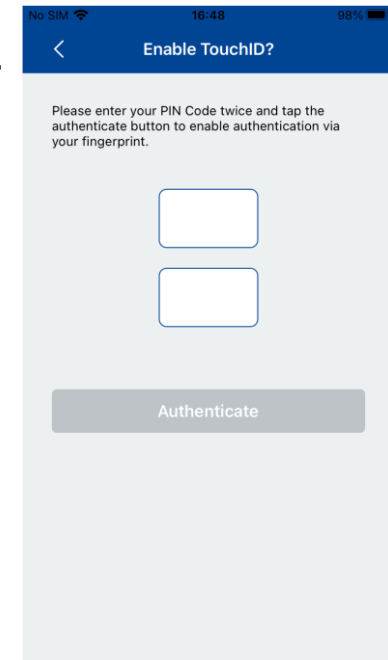 No SIM 16:48 98%
Enable TouchID?
Please enter your PIN Code twice and tap the
authenticate button to enable authentication via
your fingerprint.
Authenticate